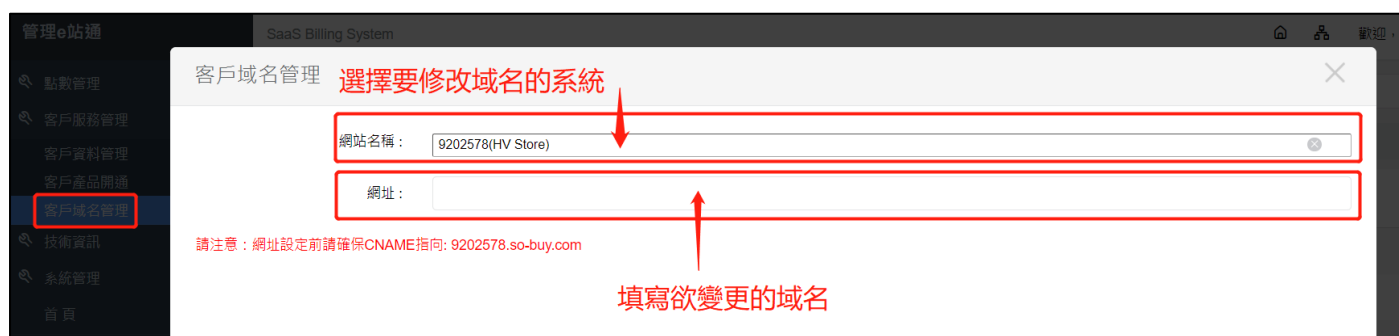 管理e站通
SaaS Billing System
歡迎，
點數管理
客戶服務管理
客戶資料管理
客戶產品開通
客戶域名管理
技術資訊
系統管理
首頁
客戶域名管理
選擇要修改域名的系統
網站名稱：
9202578(HV Store)
網址：
請注意：網址設定前請確保CNAME指向: 9202578.so-buy.com
填寫欲變更的域名